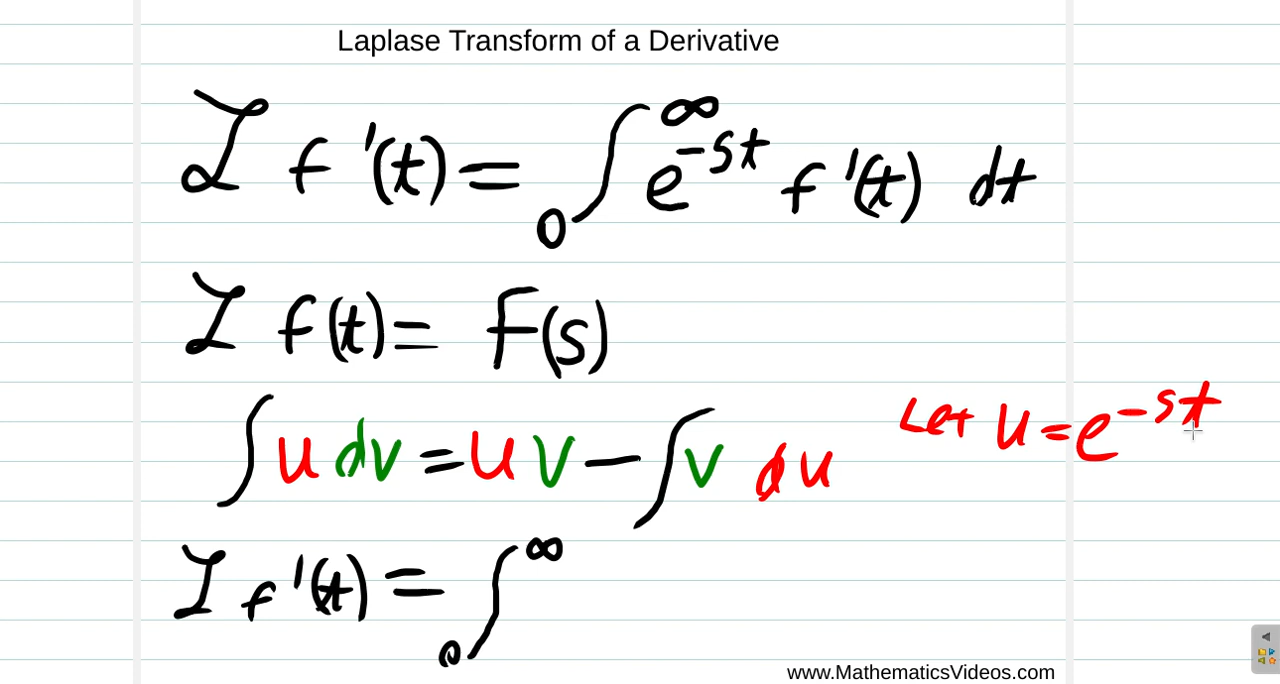 Laplase Transform of a Derivative
ℒ f'(t) = ∫₀^∞ e^{-st} f'(t) dt
ℒ f(t) = F(s)
∫ u dv = u v − ∫ v du
Let u = e^{-st}
ℒ f'(t) = ∫₀^∞
www.MathematicsVideos.com